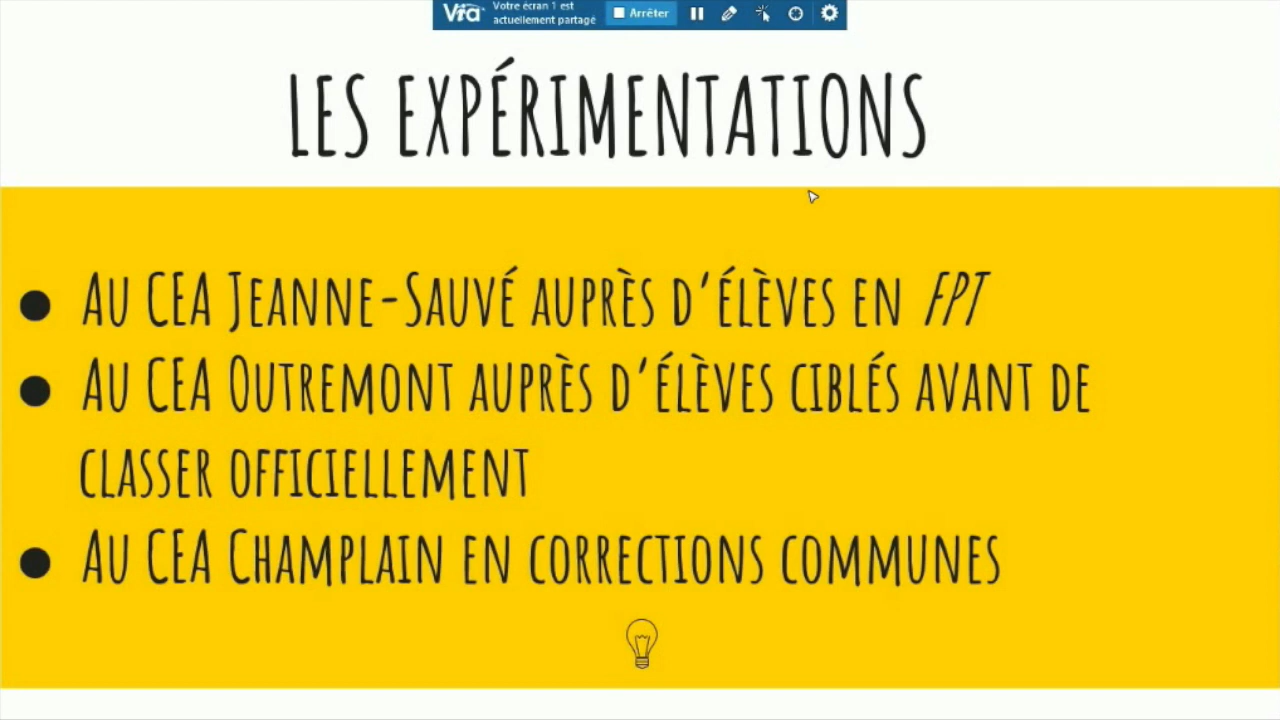 Via Votre écran 1 est
actuellement partagé
Arrêter
LES EXPÉRIMENTATIONS
● AU CEA JEANNE-SAUVÉ AUPRÈS D'ÉLÈVES EN FPT
● AU CEA OUTREMONT AUPRÈS D'ÉLÈVES CIBLÉS AVANT DE
CLASSER OFFICIELLEMENT
● AU CEA CHAMPLAIN EN CORRECTIONS COMMUNES